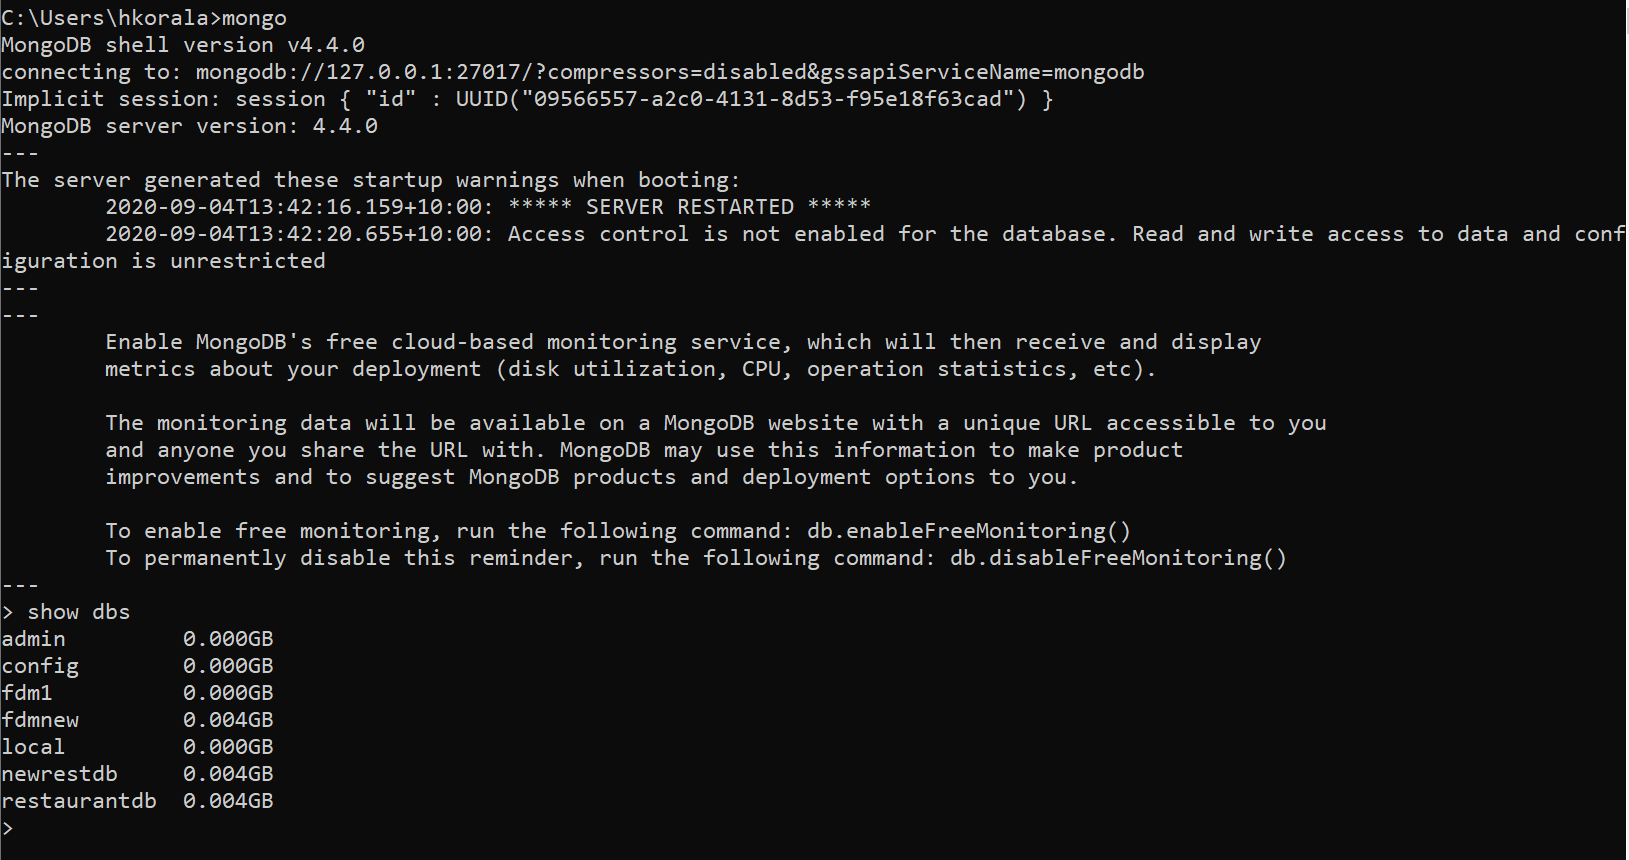 C:\Users\hkorala>mongo
MongoDB shell version v4.4.0
connecting to: mongodb://127.0.0.1:27017/?compressors=disabled&gssapiServiceName=mongodb
Implicit session: session { "id" : UUID("09566557-a2c0-4131-8d53-f95e18f63cad") }
MongoDB server version: 4.4.0
---
The server generated these startup warnings when booting:
        2020-09-04T13:42:16.159+10:00: ***** SERVER RESTARTED *****
        2020-09-04T13:42:20.655+10:00: Access control is not enabled for the database. Read and write access to data and conf
iguration is unrestricted
---
---
        Enable MongoDB's free cloud-based monitoring service, which will then receive and display
        metrics about your deployment (disk utilization, CPU, operation statistics, etc).

        The monitoring data will be available on a MongoDB website with a unique URL accessible to you
        and anyone you share the URL with. MongoDB may use this information to make product
        improvements and to suggest MongoDB products and deployment options to you.

        To enable free monitoring, run the following command: db.enableFreeMonitoring()
        To permanently disable this reminder, run the following command: db.disableFreeMonitoring()
---
> show dbs
admin         0.000GB
config        0.000GB
fdm1          0.000GB
fdmnew        0.004GB
local         0.000GB
newrestdb     0.004GB
restaurantdb  0.004GB
>